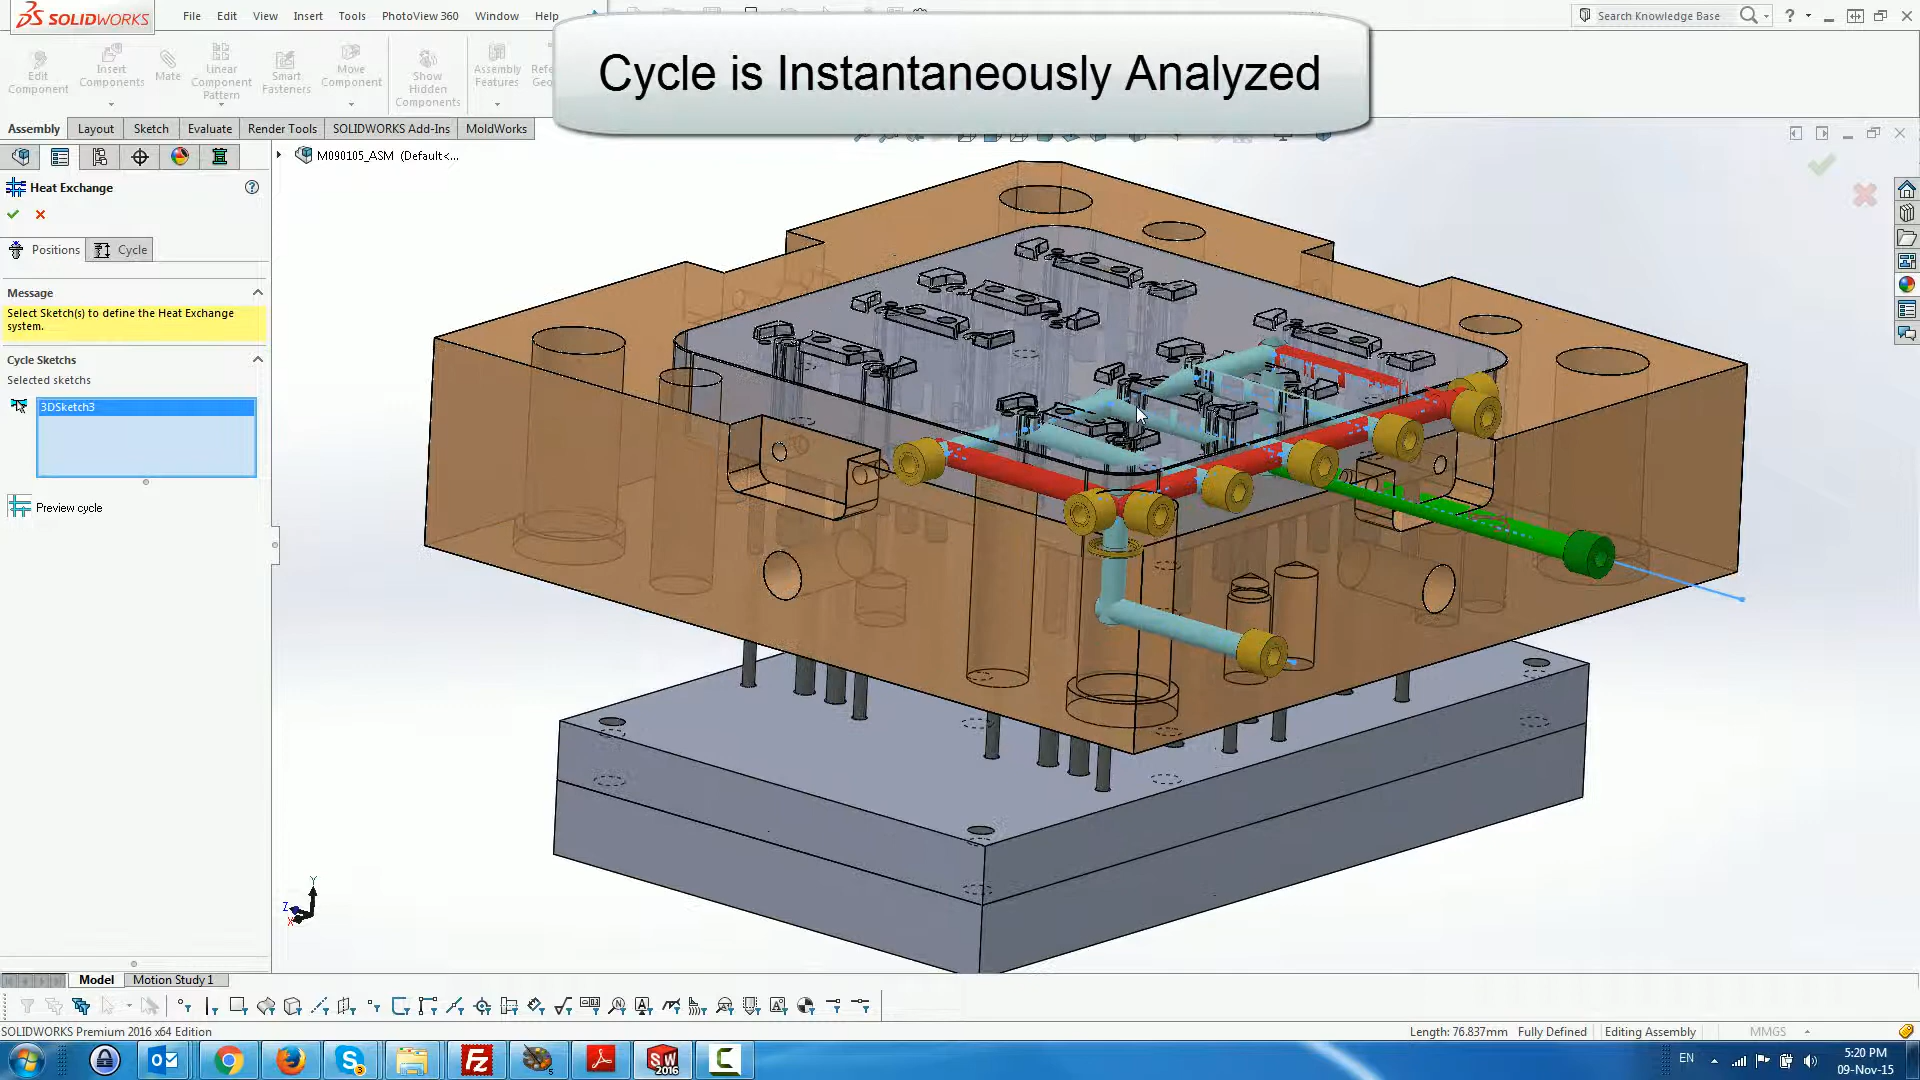 SOLIDWORKS
File Edit View Insert Tools PhotoView 360 Window Help
Search Knowledge Base
Cycle is Instantaneously Analyzed
Edit Component
Insert Components
Mate
Linear Component Pattern
Smart Fasteners
Move Component
Show Hidden Components
Assembly Features
Assembly Layout Sketch Evaluate Render Tools SOLIDWORKS Add-Ins MoldWorks
M090105_ASM (Default<...
Heat Exchange
Positions Cycle
Message
Select Sketch(s) to define the Heat Exchange
system.
Cycle Sketchs
Selected sketchs
3DSketch3
Preview cycle
Y
Z
X
Model Motion Study 1
SOLIDWORKS Premium 2016 x64 Edition
Length: 76.837mm Fully Defined Editing Assembly MMGS
EN
5:20 PM
09-Nov-15
SW
2016